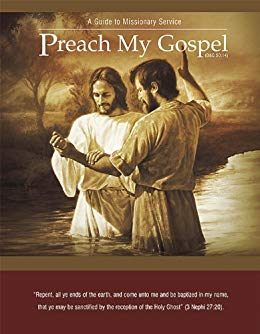 A Guide to Missionary Service
Preach My Gospel
(D&C 50:14)
"Repent, all ye ends of the earth, and come unto me and be baptized in my name,
that ye may be sanctified by the reception of the Holy Ghost" (3 Nephi 27:20).